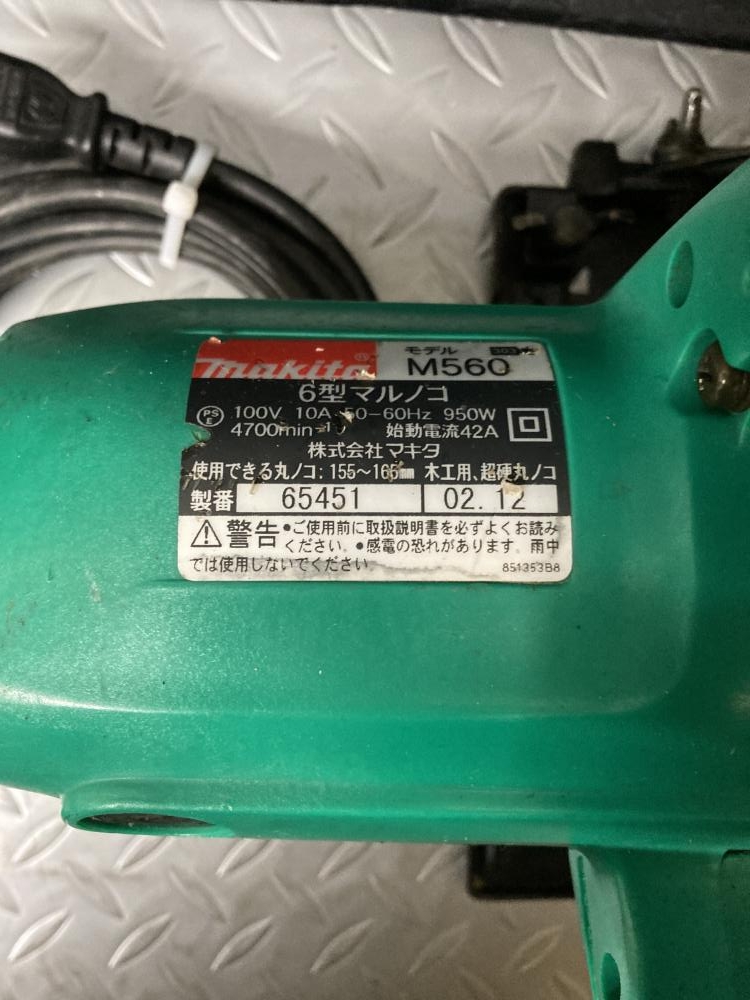 makita® モデル
M560
6型マルノコ
PS E 100V 10A 50-60Hz 950W
4700min⁻¹ 始動電流42A
株式会社マキタ
使用できる丸ノコ:155~165㎜ 木工用、超硬丸ノコ
製番 65451 02.12
⚠警告 •ご使用前に取扱説明書を必ずよくお読み
ください。•感電の恐れがあります。雨中
では使用しないでください。
851353B8